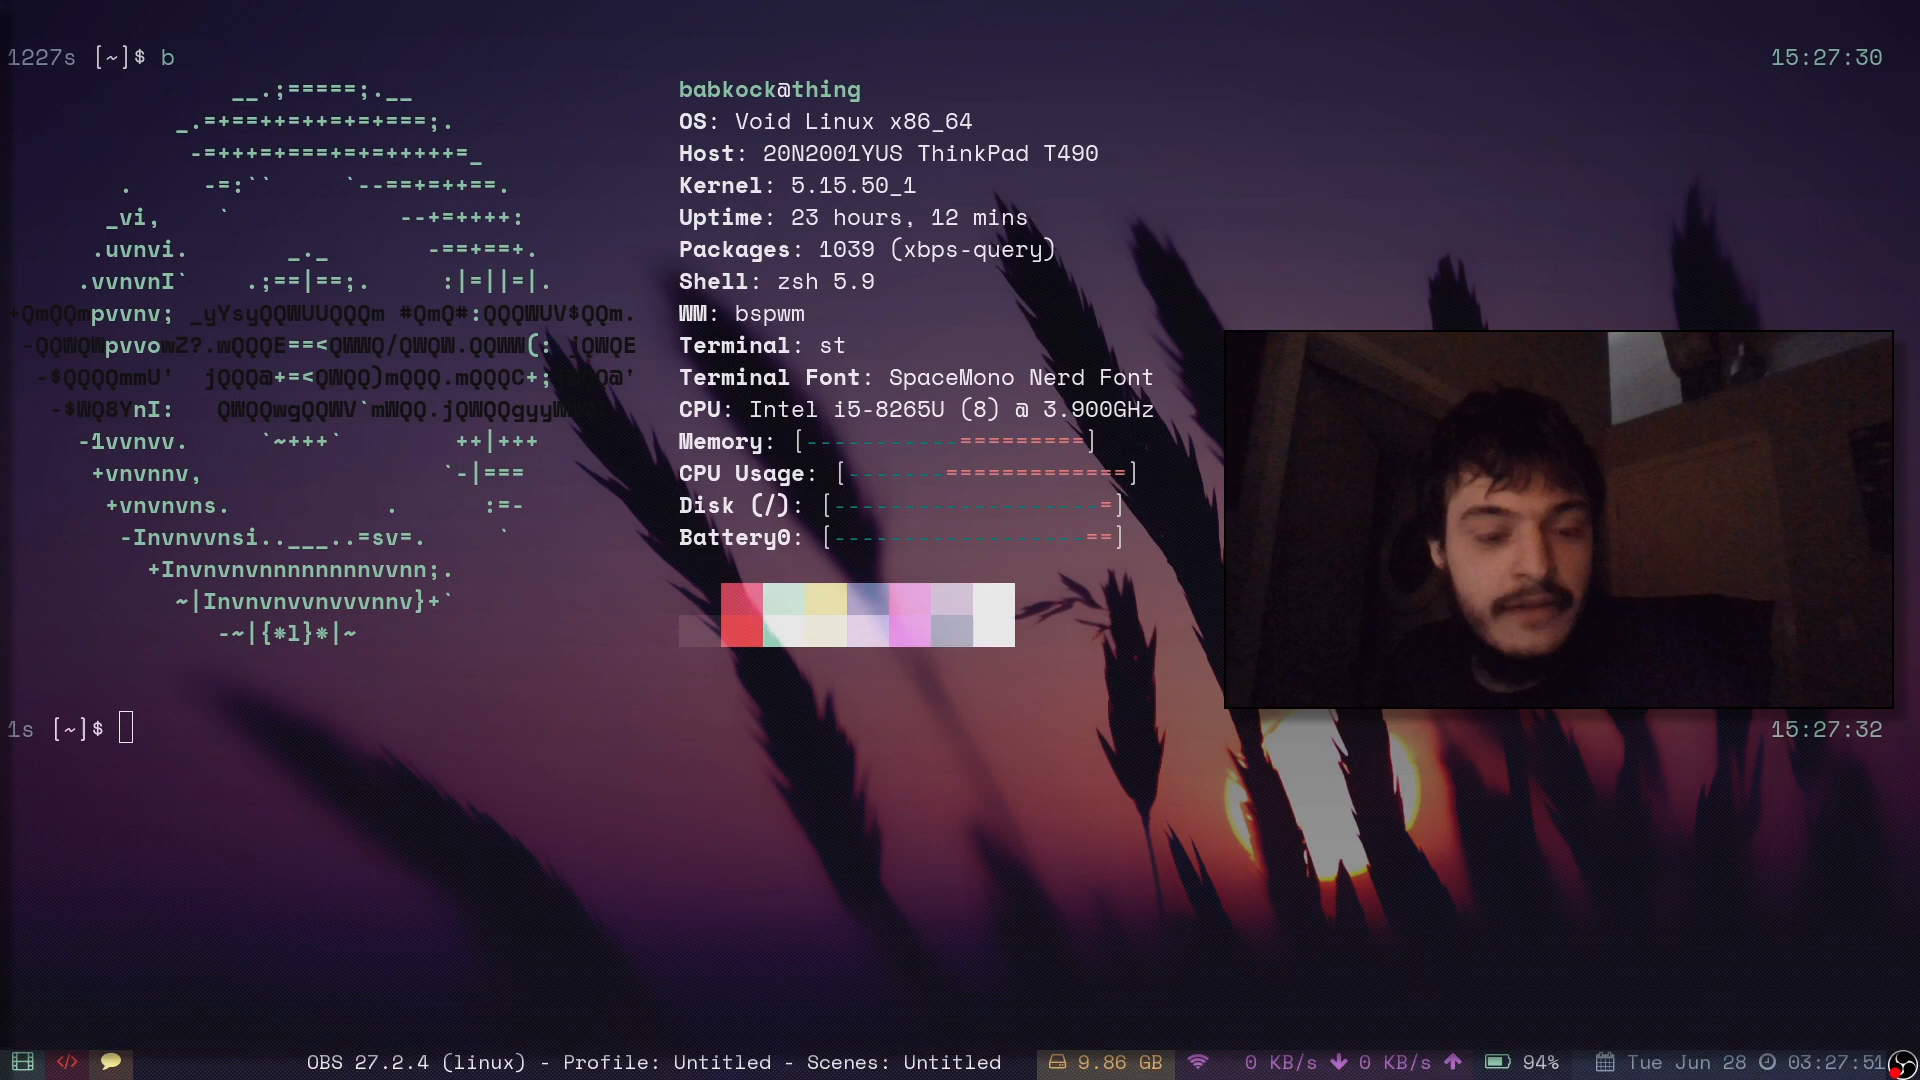 1227s [~]$ b 15:27:30
babkock@thing
OS: Void Linux x86_64
Host: 20N2001YUS ThinkPad T490
Kernel: 5.15.50_1
Uptime: 23 hours, 12 mins
Packages: 1039 (xbps-query)
Shell: zsh 5.9
WM: bspwm
Terminal: st
Terminal Font: SpaceMono Nerd Font
CPU: Intel i5-8265U (8) @ 3.900GHz
Memory: [-----------=========]
CPU Usage: [-------=============]
Disk (/): [-------------------=]
Battery0: [------------------==]
1s [~]$ 15:27:32
OBS 27.2.4 (linux) - Profile: Untitled - Scenes: Untitled 9.86 GB 0 KB/s 0 KB/s 94% Tue Jun 28 03:27:51